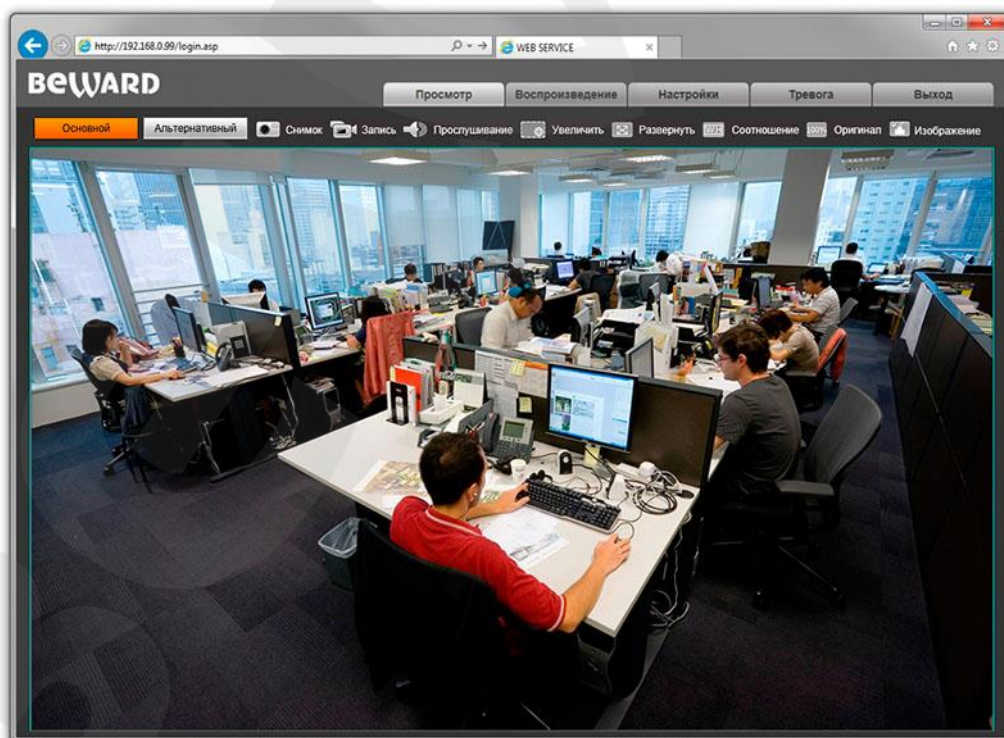 http://192.168.0.99/login.asp
WEB SERVICE
BEWARD
Просмотр Воспроизведение Настройки Тревога Выход
Основной Альтернативный Снимок Запись Прослушивание Увеличить Развернуть Соотношение 100% Оригинал Изображение